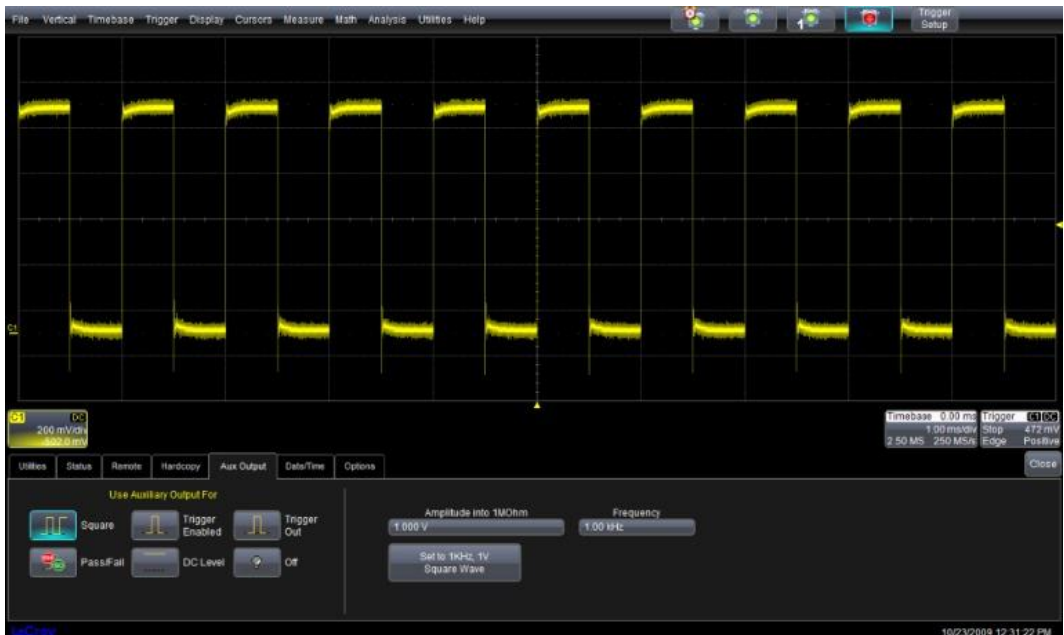 File Vertical Timebase Trigger Display Cursors Measure Math Analysis Utilities Help
1
Trigger
Setup
C1
C1 DC
200 mV/div
-502.0 mV
Timebase 0.00 ms
1.00 ms/div
2.50 MS 250 MS/s
Trigger C1 DC
Stop 472 mV
Edge Positive
Utilities Status Remote Hardcopy Aux Output Date/Time Options
Close
Use Auxiliary Output For
Square
Trigger
Enabled
Trigger
Out
Pass/Fail
DC Level
Off
Amplitude into 1MOhm
1.000 V
Frequency
1.00 kHz
Set to 1KHz, 1V
Square Wave
LeCroy
10/23/2009 12:31:22 PM